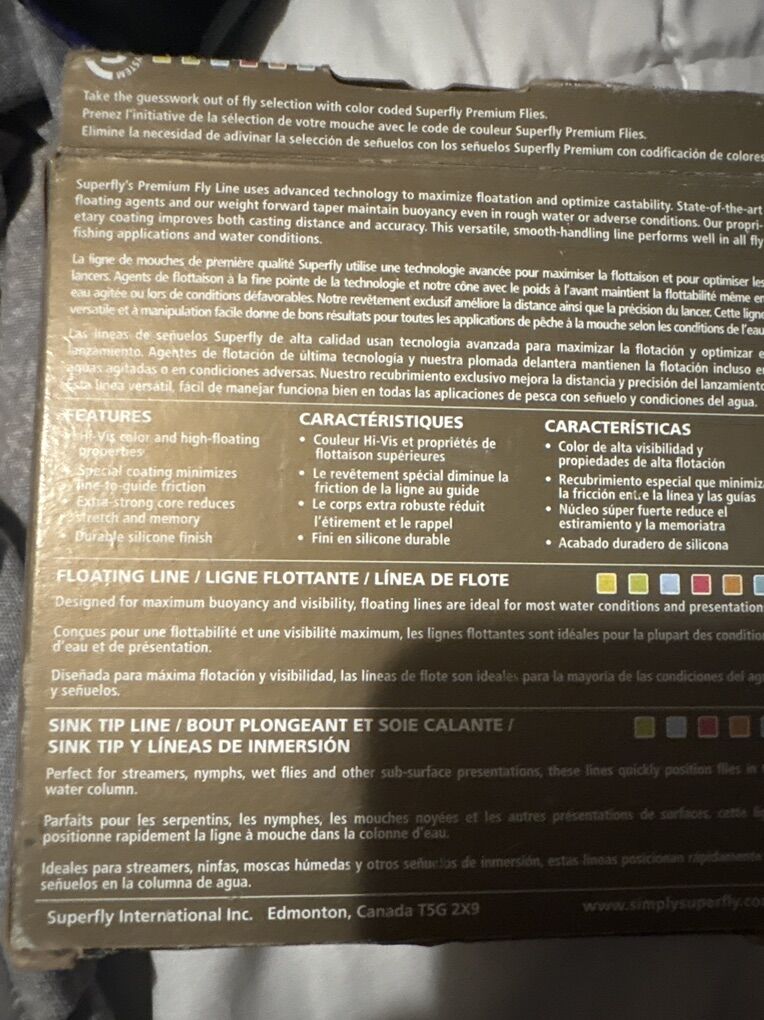 SYSTEM
Take the guesswork out of fly selection with color coded Superfly Premium Flies.
Prenez l'initiative de la sélection de votre mouche avec le code de couleur Superfly Premium Flies.
Elimine la necesidad de adivinar la selección de señuelos con los señuelos Superfly Premium con codificación de colores
Superfly's Premium Fly Line uses advanced technology to maximize floatation and optimize castability. State-of-the-art
floating agents and our weight forward taper maintain buoyancy even in rough water or adverse conditions. Our propri-
etary coating improves both casting distance and accuracy. This versatile, smooth-handling line performs well in all fly
fishing applications and water conditions.
La ligne de mouches de première qualité Superfly utilise une technologie avancée pour maximiser la flottaison et pour optimiser les
lancers. Agents de flottaison à la fine pointe de la technologie et notre cône avec le poids à l'avant maintient la flottabilité même en
eau agitée ou lors de conditions défavorables. Notre revêtement exclusif améliore la distance ainsi que la précision du lancer. Cette ligne
versatile et à manipulation facile donne de bons résultats pour toutes les applications de pêche à la mouche selon les conditions de l'eau
Las líneas de señuelos Superfly de alta calidad usan tecnología avanzada para maximizar la flotación y optimizar e
lanzamiento. Agentes de flotación de última tecnología y nuestra plomada delantera mantienen la flotación incluso en
aguas agitadas o en condiciones adversas. Nuestro recubrimiento exclusivo mejora la distancia y precisión del lanzamiento
Esta línea versátil, fácil de manejar funciona bien en todas las aplicaciones de pesca con señuelo y condiciones del agua.
FEATURES
• Hi-Vis color and high-floating
properties
• Special coating minimizes
line-to-guide friction
• Extra-strong core reduces
stretch and memory
• Durable silicone finish
CARACTÉRISTIQUES
• Couleur Hi-Vis et propriétés de
flottaison supérieures
• Le revêtement spécial diminue la
friction de la ligne au guide
• Le corps extra robuste réduit
l'étirement et le rappel
• Fini en silicone durable
CARACTERÍSTICAS
• Color de alta visibilidad y
propiedades de alta flotación
• Recubrimiento especial que minimiz
la fricción entre la línea y las guías
• Núcleo súper fuerte reduce el
estiramiento y la memoriatra
• Acabado duradero de silicona
FLOATING LINE / LIGNE FLOTTANTE / LÍNEA DE FLOTE
Designed for maximum buoyancy and visibility, floating lines are ideal for most water conditions and presentation
Conçues pour une flottabilité et une visibilité maximum, les lignes flottantes sont idéales pour la plupart des conditio
d'eau et de présentation.
Diseñada para máxima flotación y visibilidad, las líneas de flote son ideales para la mayoría de las condiciones del ag
y señuelos.
SINK TIP LINE / BOUT PLONGEANT ET SOIE CALANTE /
SINK TIP Y LÍNEAS DE INMERSIÓN
Perfect for streamers, nymphs, wet flies and other sub-surface presentations, these lines quickly position flies in
water column.
Parfaits pour les serpentins, les nymphes, les mouches noyées et les autres présentations de surfaces, cette lig
positionne rapidement la ligne à mouche dans la colonne d'eau.
Ideales para streamers, ninfas, moscas húmedas y otros señuelos de inmersión, estas líneas posicionan rápidamente
señuelos en la columna de agua.
Superfly International Inc. Edmonton, Canada T5G 2X9
www.simplysuperfly.co